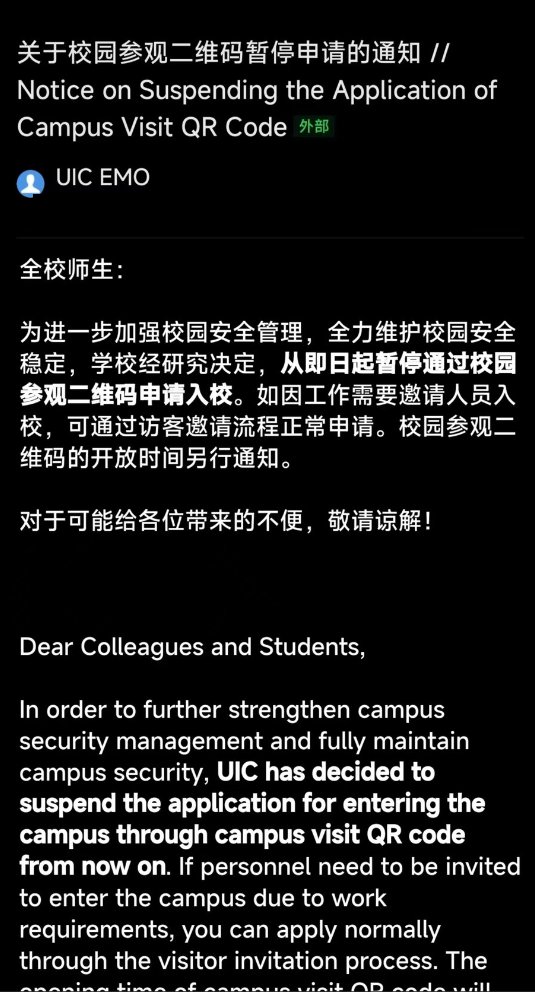 关于校园参观二维码暂停申请的通知 //
Notice on Suspending the Application of
Campus Visit QR Code 外部
UIC EMO
全校师生：
为进一步加强校园安全管理，全力维护校园安全
稳定，学校经研究决定，从即日起暂停通过校园
参观二维码申请入校。如因工作需要邀请人员入
校，可通过访客邀请流程正常申请。校园参观二
维码的开放时间另行通知。
对于可能给各位带来的不便，敬请谅解！
Dear Colleagues and Students,
In order to further strengthen campus
security management and fully maintain
campus security, UIC has decided to
suspend the application for entering the
campus through campus visit QR code
from now on. If personnel need to be invited
to enter the campus due to work
requirements, you can apply normally
through the visitor invitation process. The
opening time of campus visit QR code will